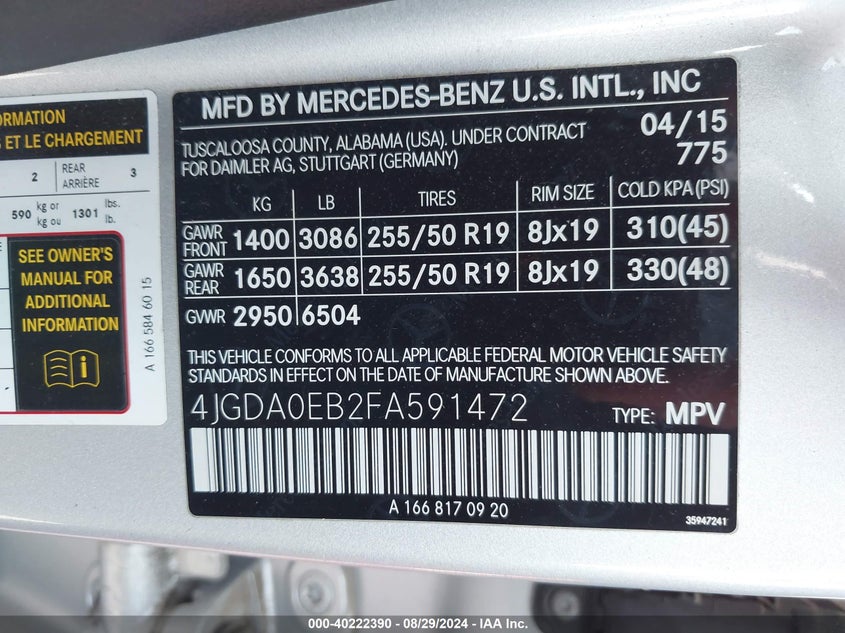 ORMATION
S ET LE CHARGEMENT
2 REAR ARRIÈRE 3
590 kg or kg ou 1301 lbs. lb.
SEE OWNER'S
MANUAL FOR
ADDITIONAL
INFORMATION
A 166 584 60 15
MFD BY MERCEDES-BENZ U.S. INTL., INC
TUSCALOOSA COUNTY, ALABAMA (USA). UNDER CONTRACT
FOR DAIMLER AG, STUTTGART (GERMANY)
04/15
775
KG LB TIRES RIM SIZE COLD KPA (PSI)
GAWR FRONT 1400 3086 255/50 R19 8Jx19 310(45)
GAWR REAR 1650 3638 255/50 R19 8Jx19 330(48)
GVWR 2950 6504
THIS VEHICLE CONFORMS TO ALL APPLICABLE FEDERAL MOTOR VEHICLE SAFETY
STANDARDS IN EFFECT ON THE DATE OF MANUFACTURE SHOWN ABOVE.
4JGDA0EB2FA591472 TYPE: MPV
A 166 817 09 20
35947241
000-40222390 - 08/29/2024 - IAA Inc.